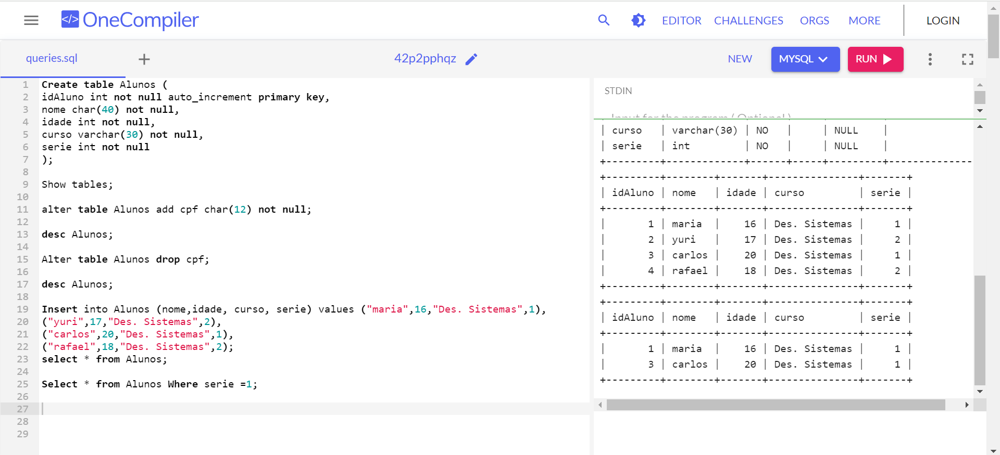 </> OneCompiler
EDITOR CHALLENGES ORGS MORE LOGIN
queries.sql + 42p2pphqz NEW MYSQL RUN
1 Create table Alunos (
2 idAluno int not null auto_increment primary key,
3 nome char(40) not null,
4 idade int not null,
5 curso varchar(30) not null,
6 serie int not null
7 );
8
9 Show tables;
10
11 alter table Alunos add cpf char(12) not null;
12
13 desc Alunos;
14
15 Alter table Alunos drop cpf;
16
17 desc Alunos;
18
19 Insert into Alunos (nome,idade, curso, serie) values ("maria",16,"Des. Sistemas",1),
20 ("yuri",17,"Des. Sistemas",2),
21 ("carlos",20,"Des. Sistemas",1),
22 ("rafael",18,"Des. Sistemas",2);
23 select * from Alunos;
24
25 Select * from Alunos Where serie =1;
26
27
28
29
STDIN
Input for the program ( Optional )
| curso   | varchar(30) | NO   |     | NULL    |
| serie   | int         | NO   |     | NULL    |
+---------+-------------+------+-----+---------+--------------
+---------+--------+-------+---------------+-------+
| idAluno | nome   | idade | curso         | serie |
+---------+--------+-------+---------------+-------+
|       1 | maria  |    16 | Des. Sistemas |     1 |
|       2 | yuri   |    17 | Des. Sistemas |     2 |
|       3 | carlos |    20 | Des. Sistemas |     1 |
|       4 | rafael |    18 | Des. Sistemas |     2 |
+---------+--------+-------+---------------+-------+
+---------+--------+-------+---------------+-------+
| idAluno | nome   | idade | curso         | serie |
+---------+--------+-------+---------------+-------+
|       1 | maria  |    16 | Des. Sistemas |     1 |
|       3 | carlos |    20 | Des. Sistemas |     1 |
+---------+--------+-------+---------------+-------+